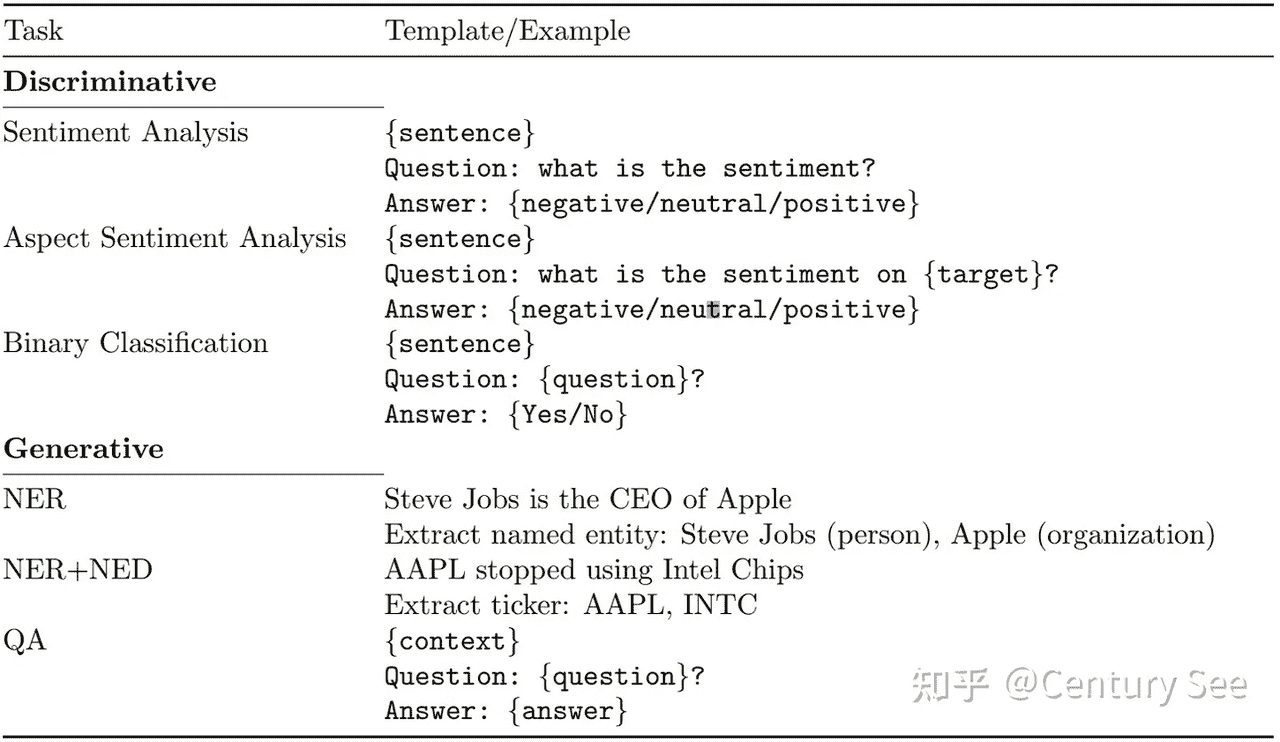 Task Template/Example
Discriminative
Sentiment Analysis {sentence}
Question: what is the sentiment?
Answer: {negative/neutral/positive}
Aspect Sentiment Analysis {sentence}
Question: what is the sentiment on {target}?
Answer: {negative/neutral/positive}
Binary Classification {sentence}
Question: {question}?
Answer: {Yes/No}
Generative
NER Steve Jobs is the CEO of Apple
Extract named entity: Steve Jobs (person), Apple (organization)
NER+NED AAPL stopped using Intel Chips
Extract ticker: AAPL, INTC
QA {context}
Question: {question}?
Answer: {answer}
知乎 @Century See